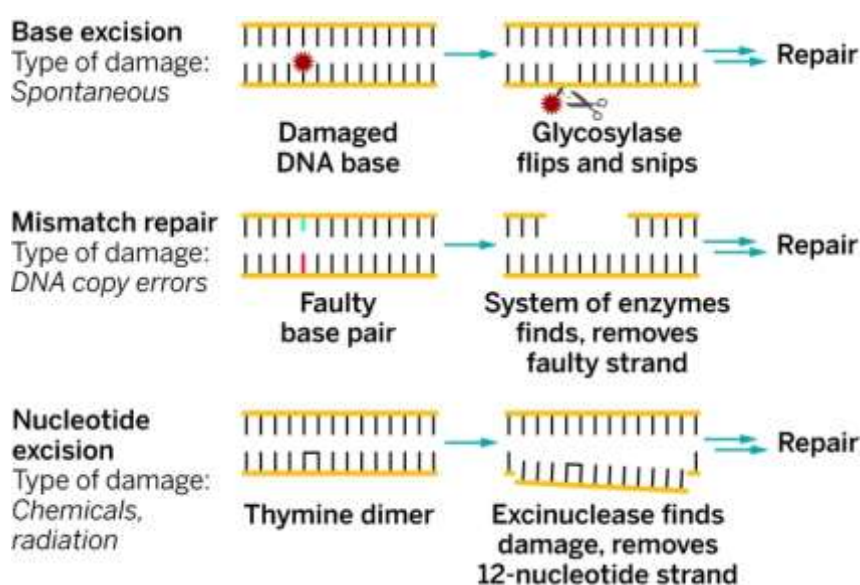 Base excision
Type of damage:
Spontaneous
Damaged
DNA base
Glycosylase
flips and snips
Repair
Mismatch repair
Type of damage:
DNA copy errors
Faulty
base pair
System of enzymes
finds, removes
faulty strand
Repair
Nucleotide
excision
Type of damage:
Chemicals,
radiation
Thymine dimer
Excinuclease finds
damage, removes
12-nucleotide strand
Repair